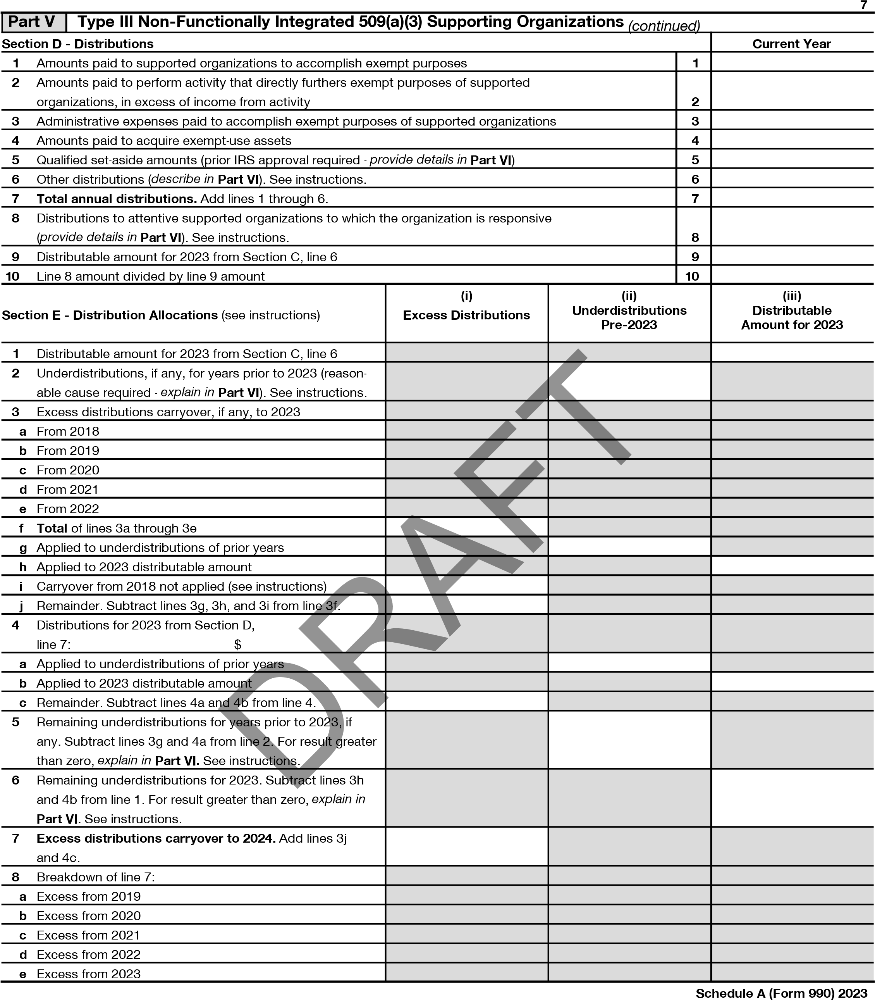 7
Part V Type III Non-Functionally Integrated 509(a)(3) Supporting Organizations (continued)
Section D - Distributions Current Year
1 Amounts paid to supported organizations to accomplish exempt purposes 1
2 Amounts paid to perform activity that directly furthers exempt purposes of supported
organizations, in excess of income from activity 2
3 Administrative expenses paid to accomplish exempt purposes of supported organizations 3
4 Amounts paid to acquire exempt-use assets 4
5 Qualified set-aside amounts (prior IRS approval required - provide details in Part VI) 5
6 Other distributions (describe in Part VI). See instructions. 6
7 Total annual distributions. Add lines 1 through 6. 7
8 Distributions to attentive supported organizations to which the organization is responsive
(provide details in Part VI). See instructions. 8
9 Distributable amount for 2023 from Section C, line 6 9
10 Line 8 amount divided by line 9 amount 10
Section E - Distribution Allocations (see instructions)
(i)
Excess Distributions
(ii)
Underdistributions
Pre-2023
(iii)
Distributable
Amount for 2023
1 Distributable amount for 2023 from Section C, line 6
2 Underdistributions, if any, for years prior to 2023 (reason-
able cause required - explain in Part VI). See instructions.
3 Excess distributions carryover, if any, to 2023
a From 2018
b From 2019
c From 2020
d From 2021
e From 2022
f Total of lines 3a through 3e
g Applied to underdistributions of prior years
h Applied to 2023 distributable amount
i Carryover from 2018 not applied (see instructions)
j Remainder. Subtract lines 3g, 3h, and 3i from line 3f.
4 Distributions for 2023 from Section D,
line 7: $
a Applied to underdistributions of prior years
b Applied to 2023 distributable amount
c Remainder. Subtract lines 4a and 4b from line 4.
5 Remaining underdistributions for years prior to 2023, if
any. Subtract lines 3g and 4a from line 2. For result greater
than zero, explain in Part VI. See instructions.
6 Remaining underdistributions for 2023. Subtract lines 3h
and 4b from line 1. For result greater than zero, explain in
Part VI. See instructions.
7 Excess distributions carryover to 2024. Add lines 3j
and 4c.
8 Breakdown of line 7:
a Excess from 2019
b Excess from 2020
c Excess from 2021
d Excess from 2022
e Excess from 2023
Schedule A (Form 990) 2023
DRAFT